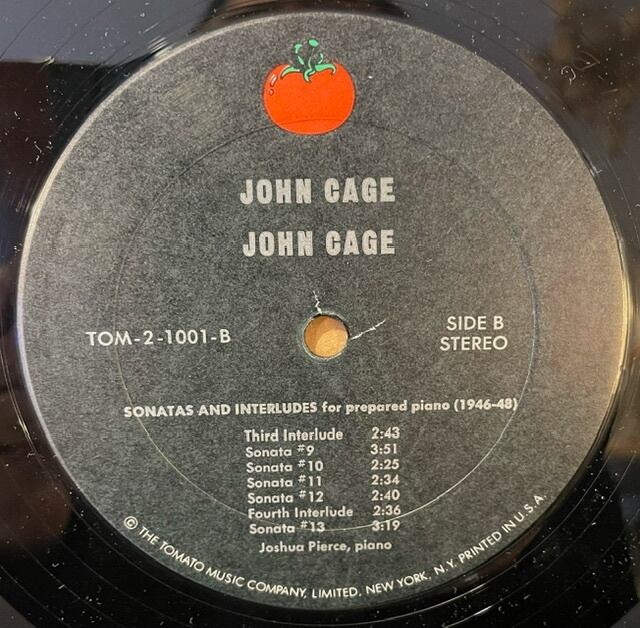 JOHN CAGE
JOHN CAGE
TOM-2-1001-B
SIDE B
STEREO
SONATAS AND INTERLUDES for prepared piano (1946-48)
Third Interlude 2:43
Sonata #9 3:51
Sonata #10 2:25
Sonata #11 2:34
Sonata #12 2:40
Fourth Interlude 2:36
Sonata #13 3:19
Joshua Pierce, piano
© THE TOMATO MUSIC COMPANY, LIMITED, NEW YORK, N.Y. PRINTED IN U.S.A.